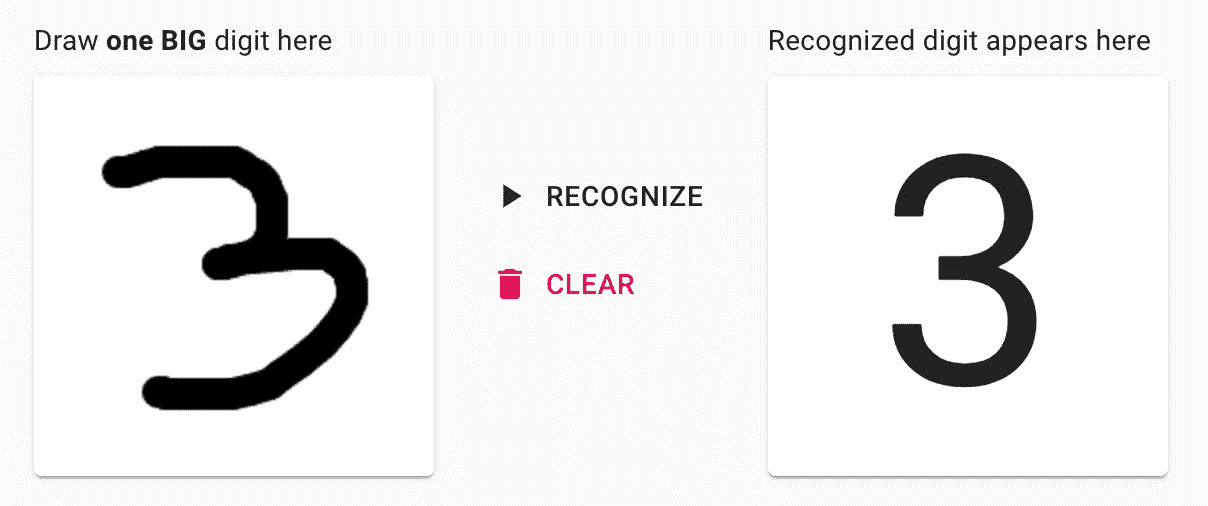 Draw one BIG digit here
3
RECOGNIZE
CLEAR
Recognized digit appears here
3